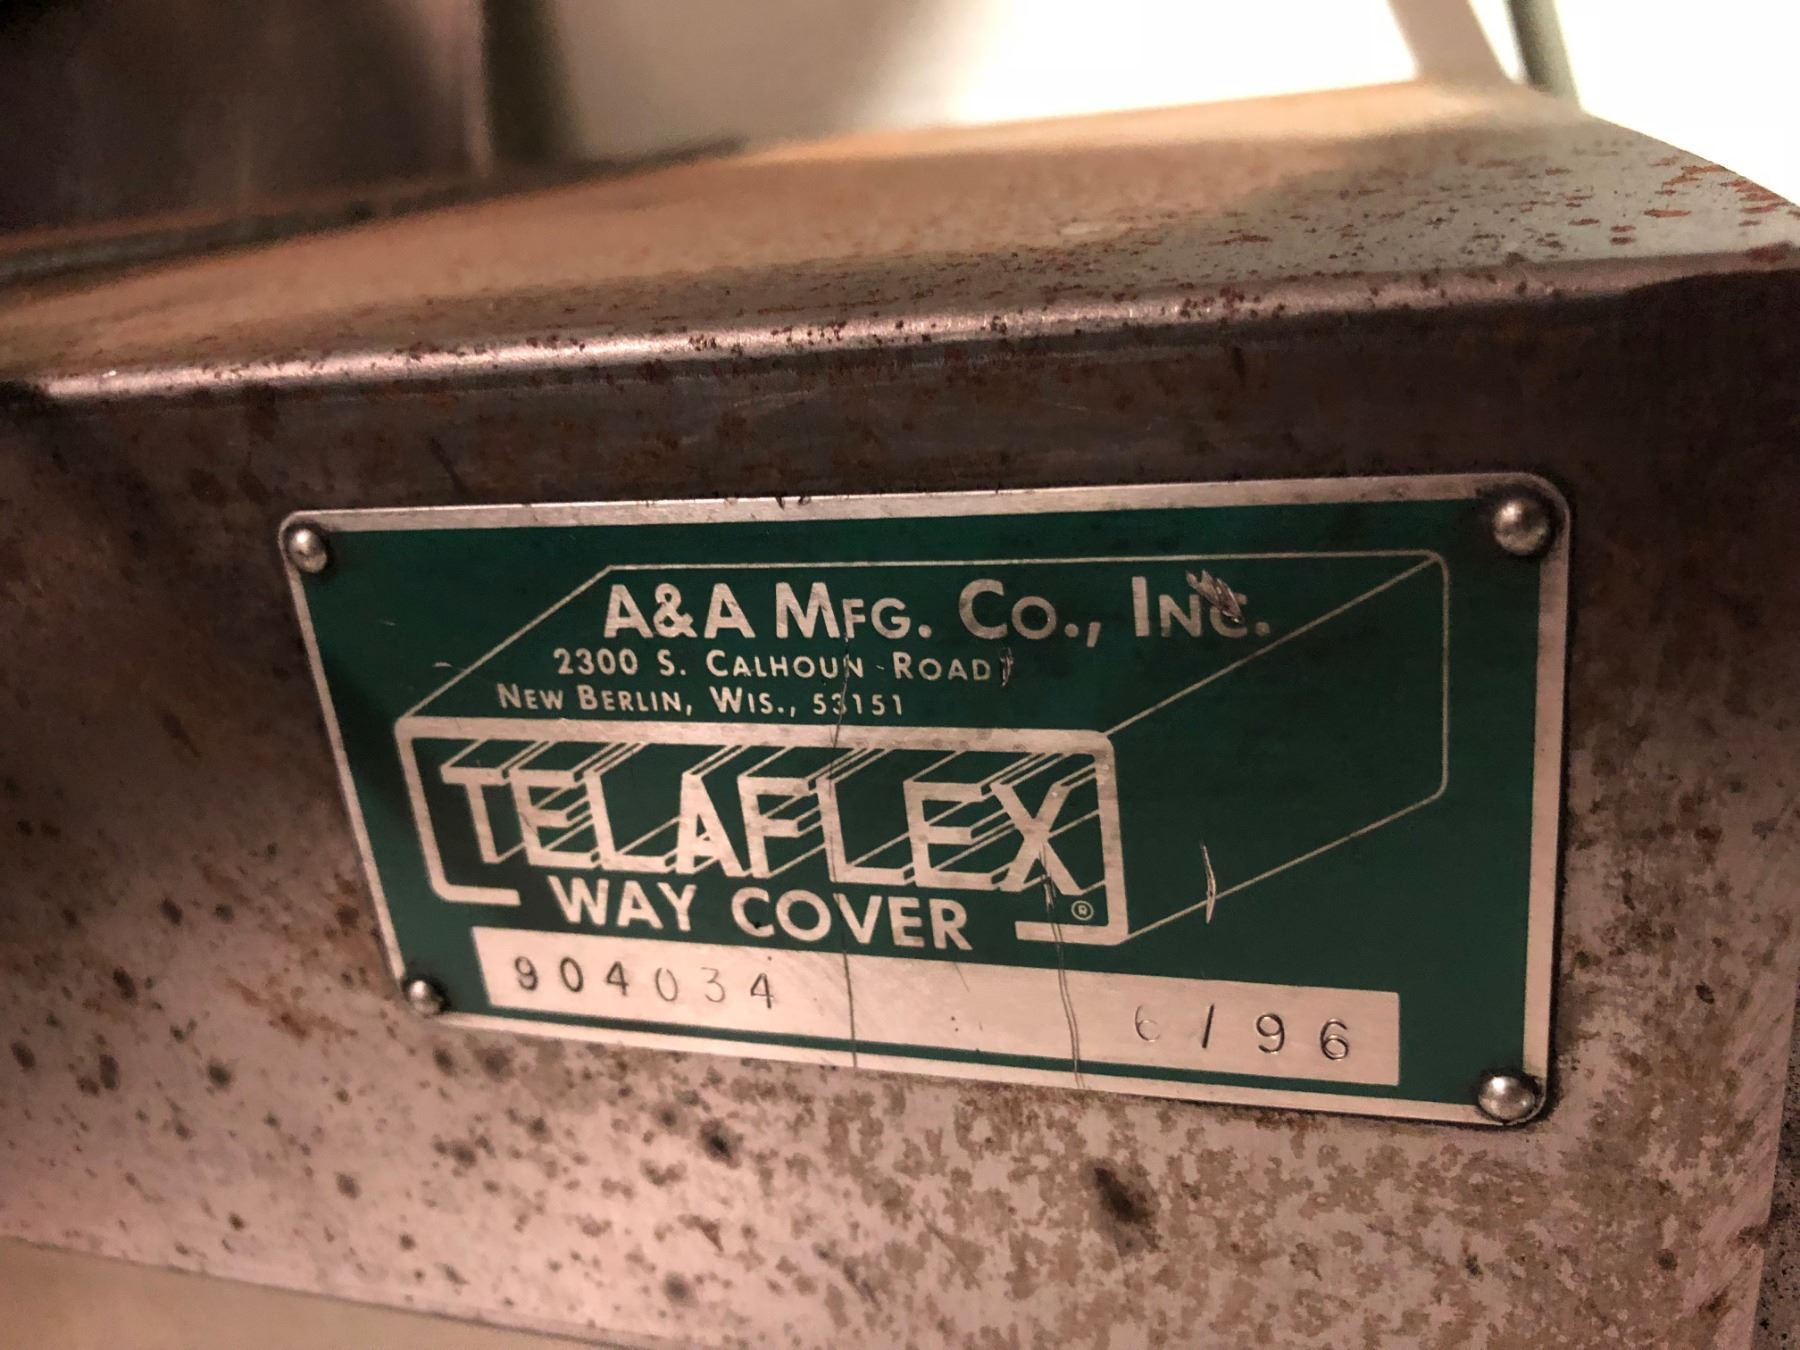 A&A MFG. CO., INC.
2300 S. CALHOUN ROAD
NEW BERLIN, WIS., 53151
TELAFLEX
WAY COVER ®
904034 6/96